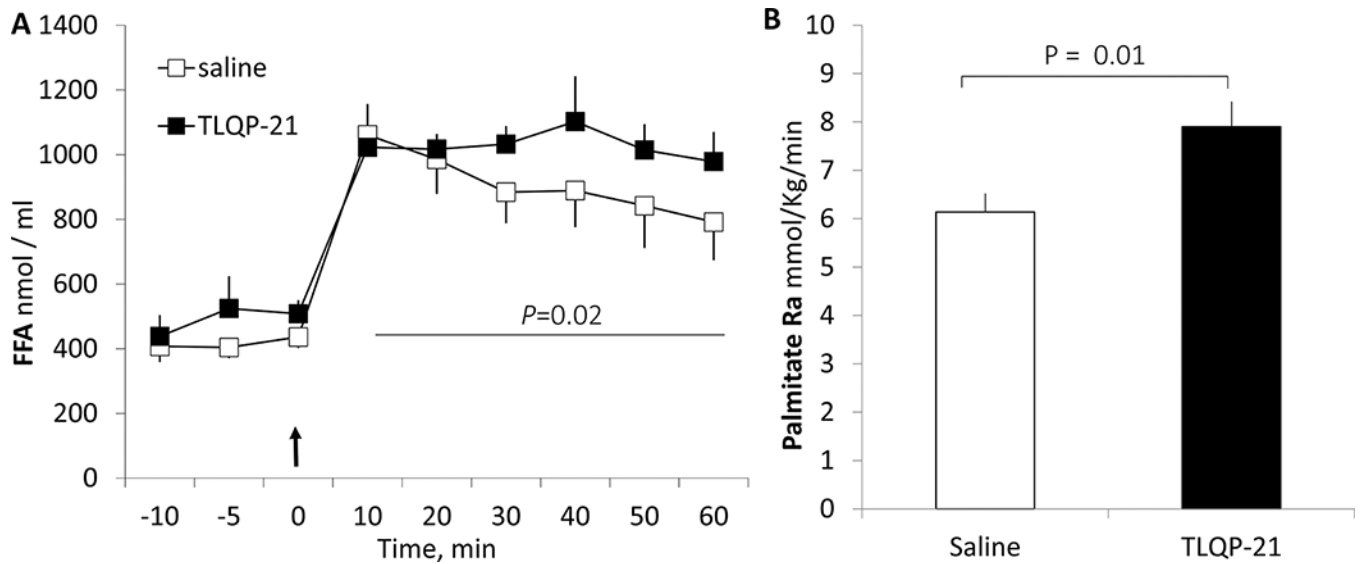 A
1400
1200
1000
800
600
400
200
0
FFA nmol / ml
saline
TLQP-21
P=0.02
-10 -5 0 10 20 30 40 50 60
Time, min
B
10
9
8
7
6
5
4
3
2
1
0
Palmitate Ra mmol/Kg/min
P = 0.01
Saline TLQP-21